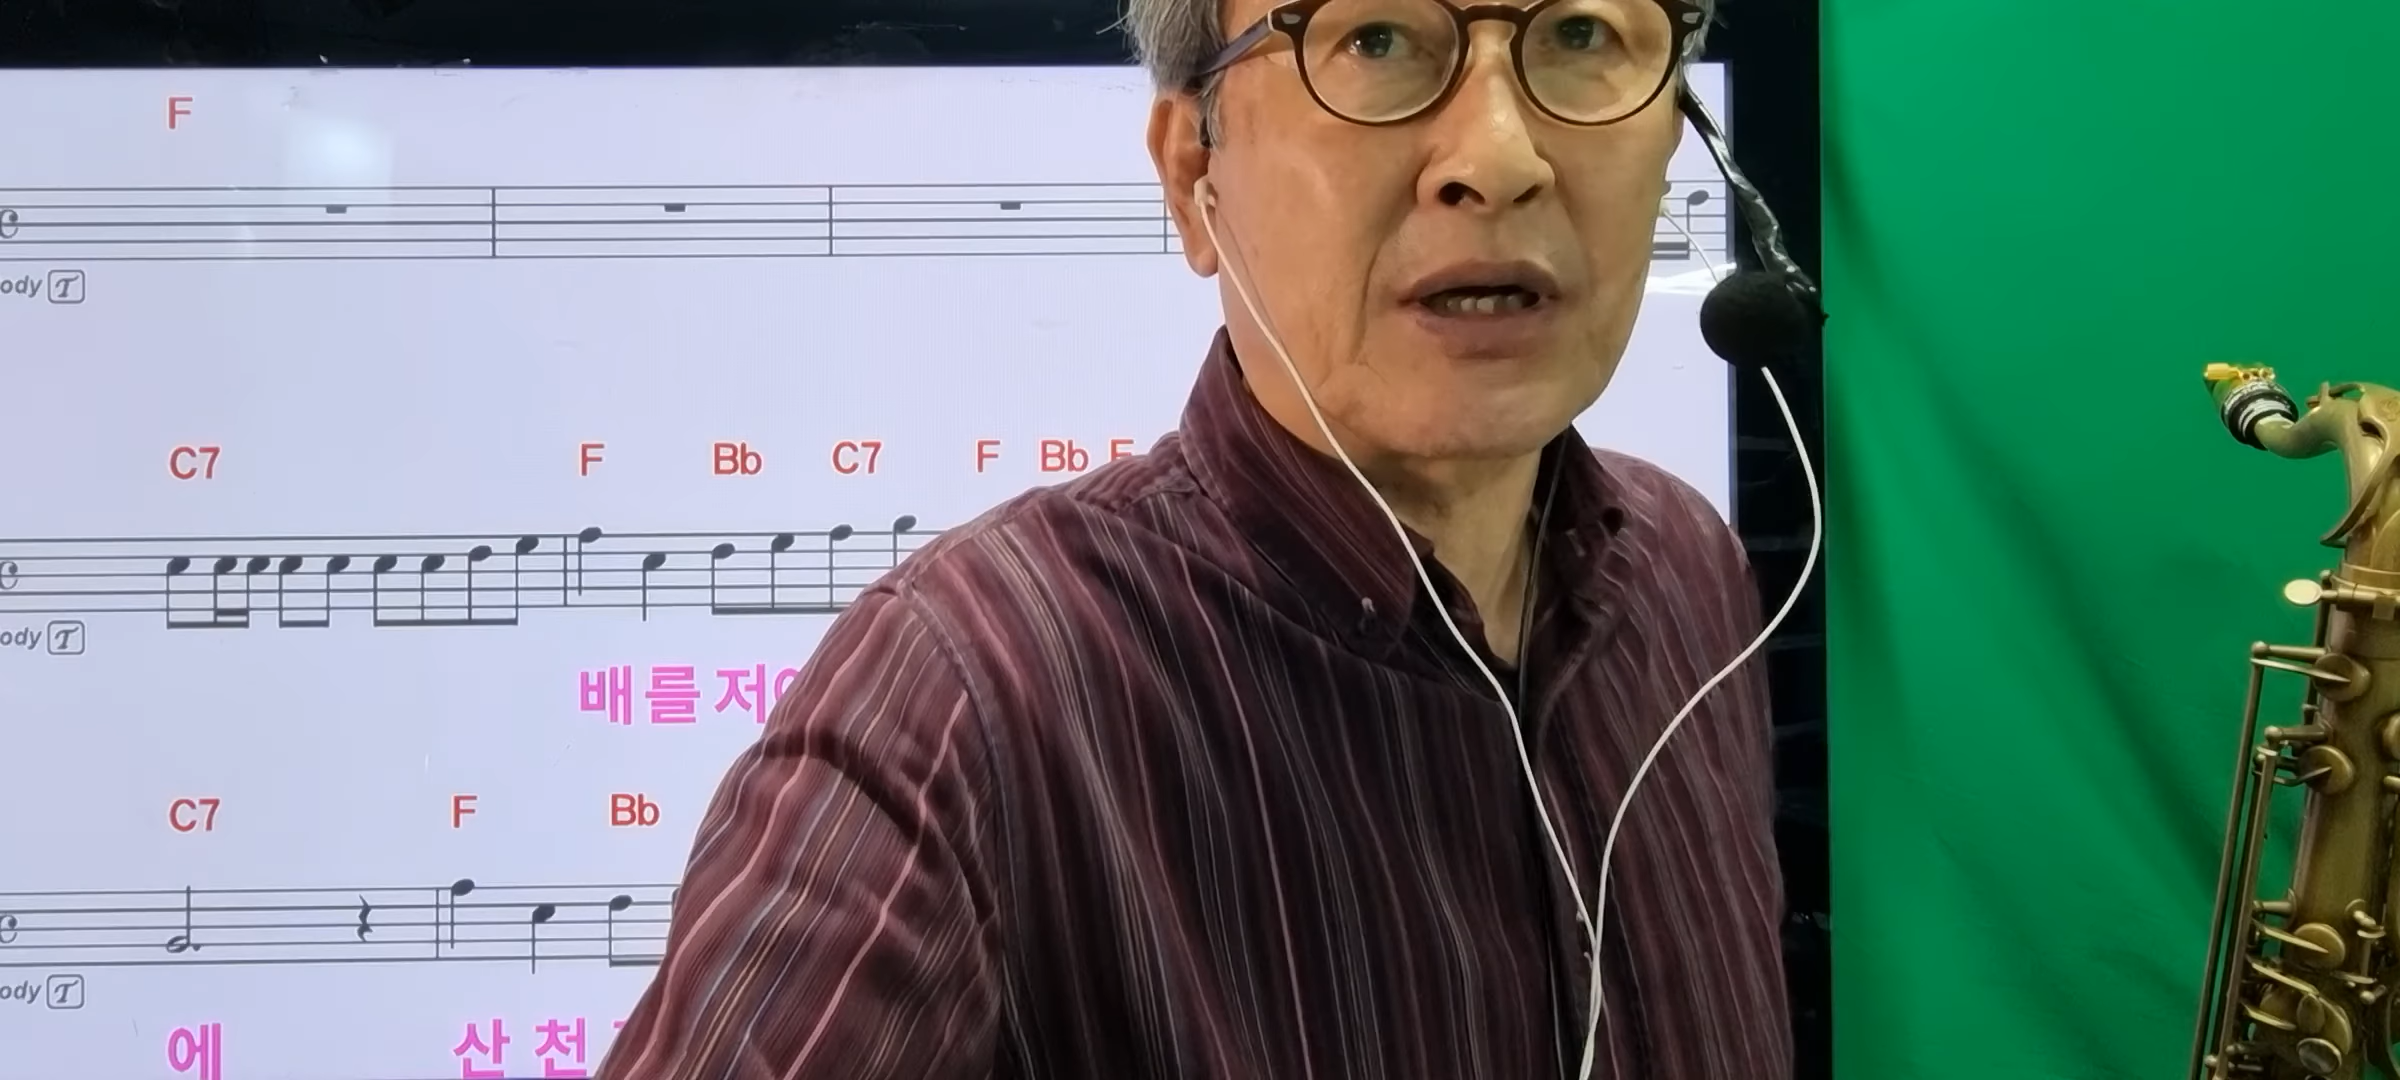 F
ody T
C7 F Bb C7 F Bb F
ody T
배를저
C7 F Bb
ody T
에 산천